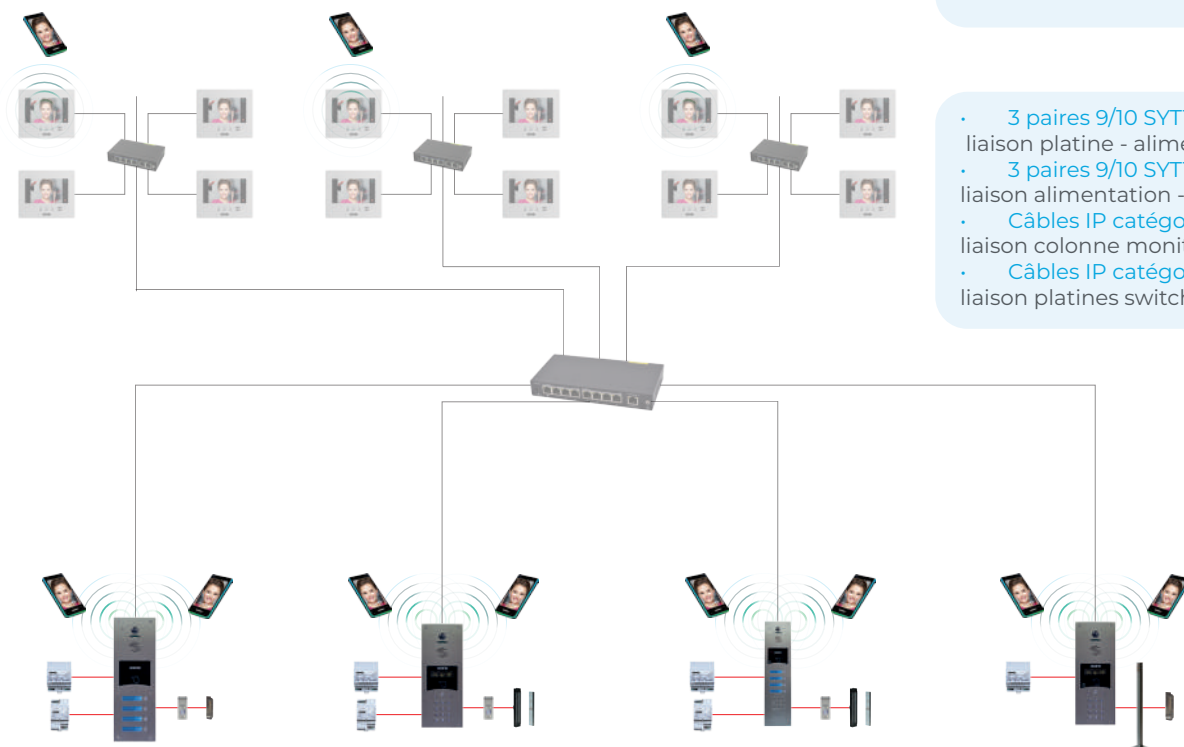 • 3 paires 9/10 SYT
liaison platine - alime
• 3 paires 9/10 SYT
liaison alimentation -
• Câbles IP catégo
liaison colonne monit
• Câbles IP catégo
liaison platines switch